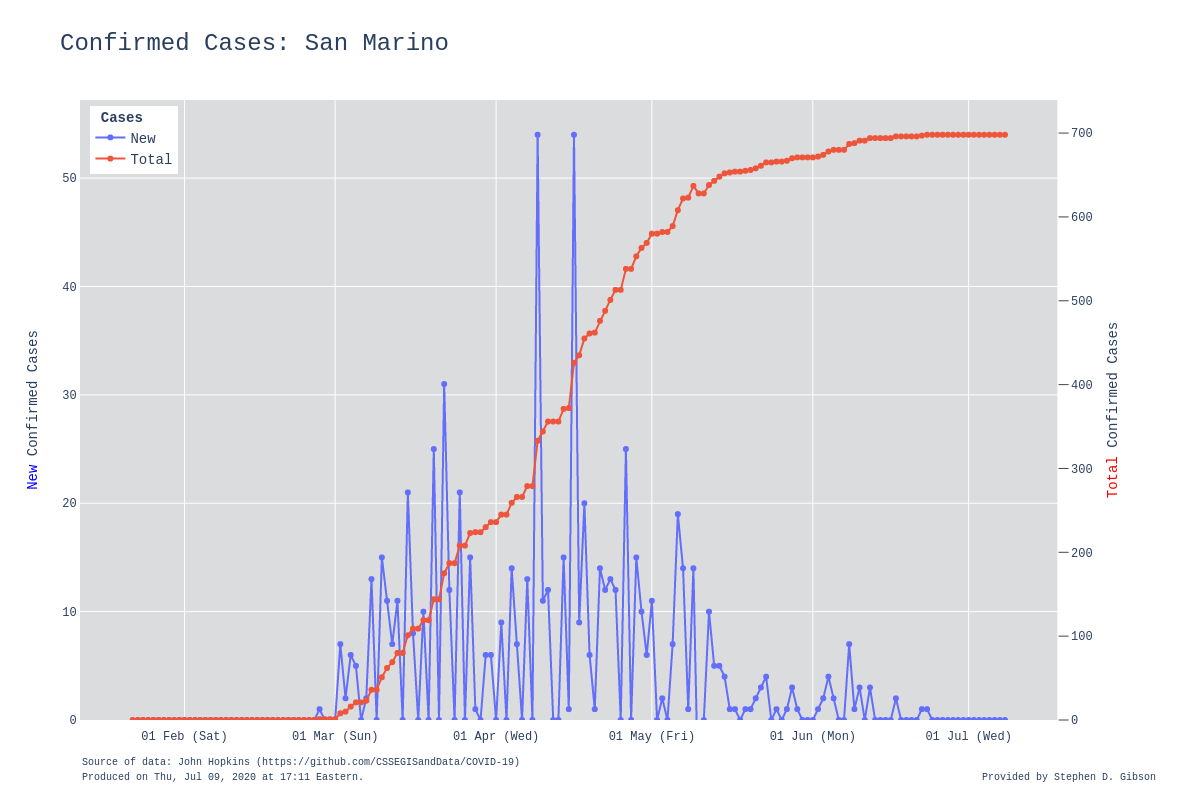 Confirmed Cases: San Marino
Cases
New
Total
50
40
30
20
10
0
700
600
500
400
300
200
100
0
New Confirmed Cases
Total Confirmed Cases
01 Feb (Sat) 01 Mar (Sun) 01 Apr (Wed) 01 May (Fri) 01 Jun (Mon) 01 Jul (Wed)
Source of data: John Hopkins (https://github.com/CSSEGISandData/COVID-19)
Produced on Thu, Jul 09, 2020 at 17:11 Eastern.
Provided by Stephen D. Gibson